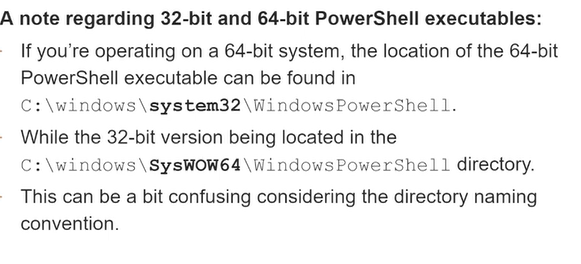 A note regarding 32-bit and 64-bit PowerShell executables:
If you’re operating on a 64-bit system, the location of the 64-bit
PowerShell executable can be found in
C:\windows\system32\WindowsPowerShell.
While the 32-bit version being located in the
C:\windows\SysWOW64\WindowsPowerShell directory.
This can be a bit confusing considering the directory naming
convention.